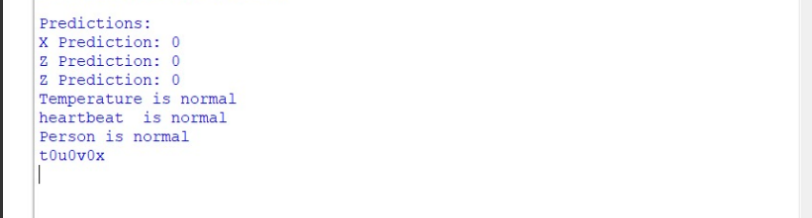 Predictions:
X Prediction: 0
Z Prediction: 0
Z Prediction: 0
Temperature is normal
heartbeat  is normal
Person is normal
t0u0v0x